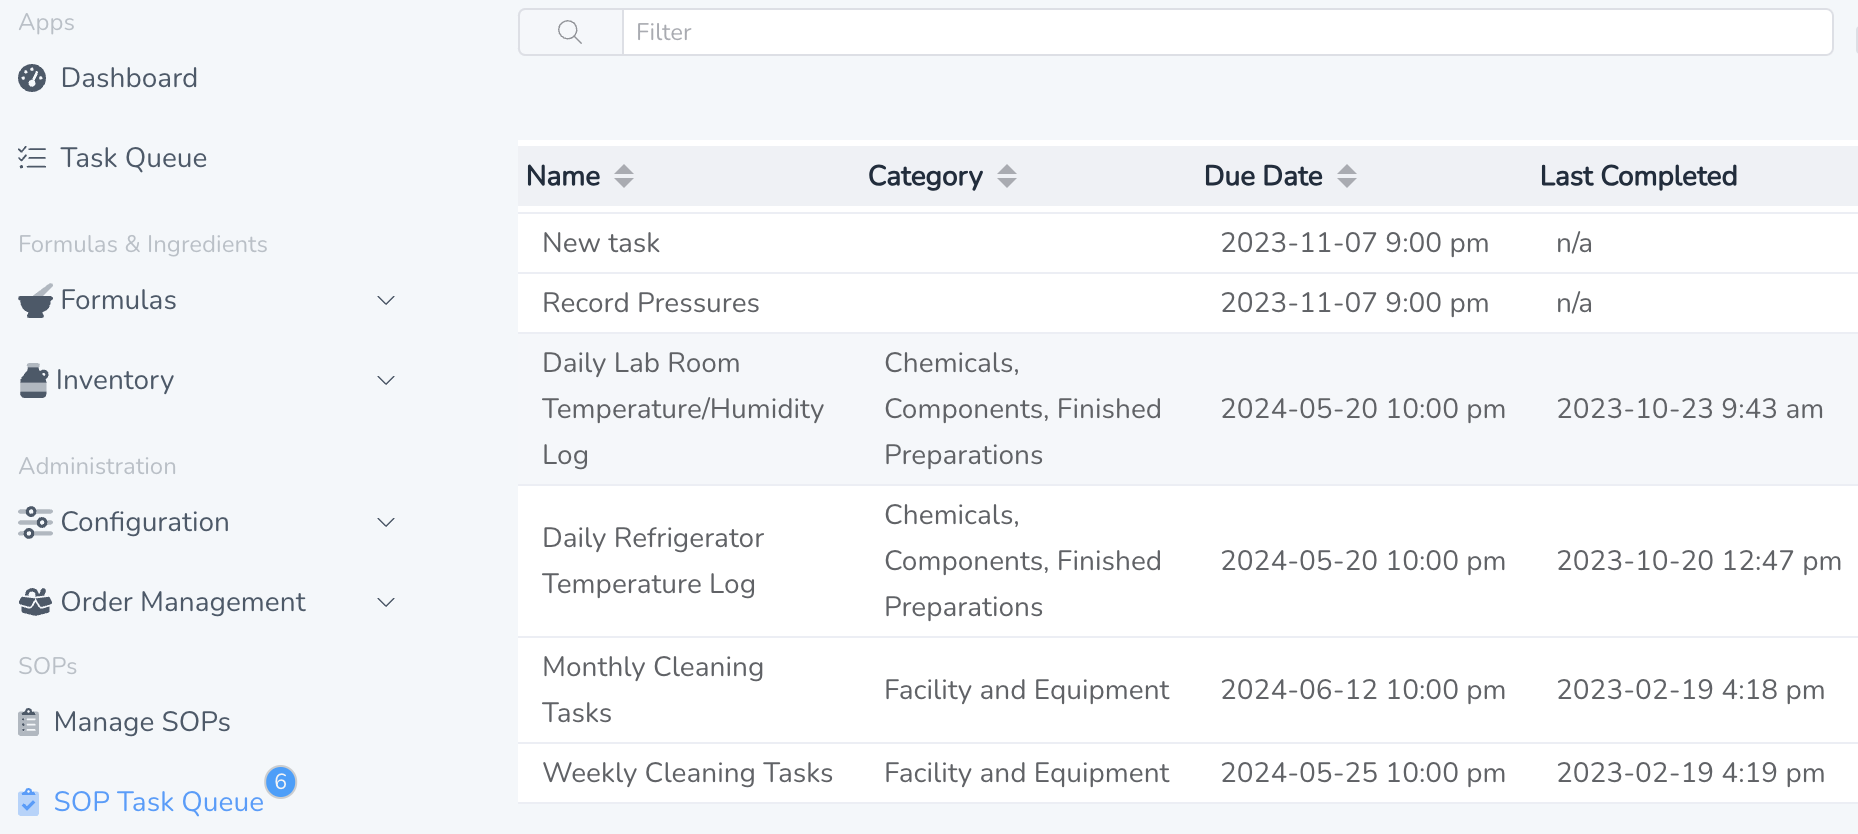 Apps
Dashboard
Task Queue
Formulas & Ingredients
Formulas
Inventory
Administration
Configuration
Order Management
SOPs
Manage SOPs
SOP Task Queue 6
Filter
Name Category Due Date Last Completed
New task 2023-11-07 9:00 pm n/a
Record Pressures 2023-11-07 9:00 pm n/a
Daily Lab Room
Temperature/Humidity
Log
Chemicals,
Components, Finished
Preparations
2024-05-20 10:00 pm 2023-10-23 9:43 am
Daily Refrigerator
Temperature Log
Chemicals,
Components, Finished
Preparations
2024-05-20 10:00 pm 2023-10-20 12:47 pm
Monthly Cleaning
Tasks
Facility and Equipment 2024-06-12 10:00 pm 2023-02-19 4:18 pm
Weekly Cleaning Tasks Facility and Equipment 2024-05-25 10:00 pm 2023-02-19 4:19 pm